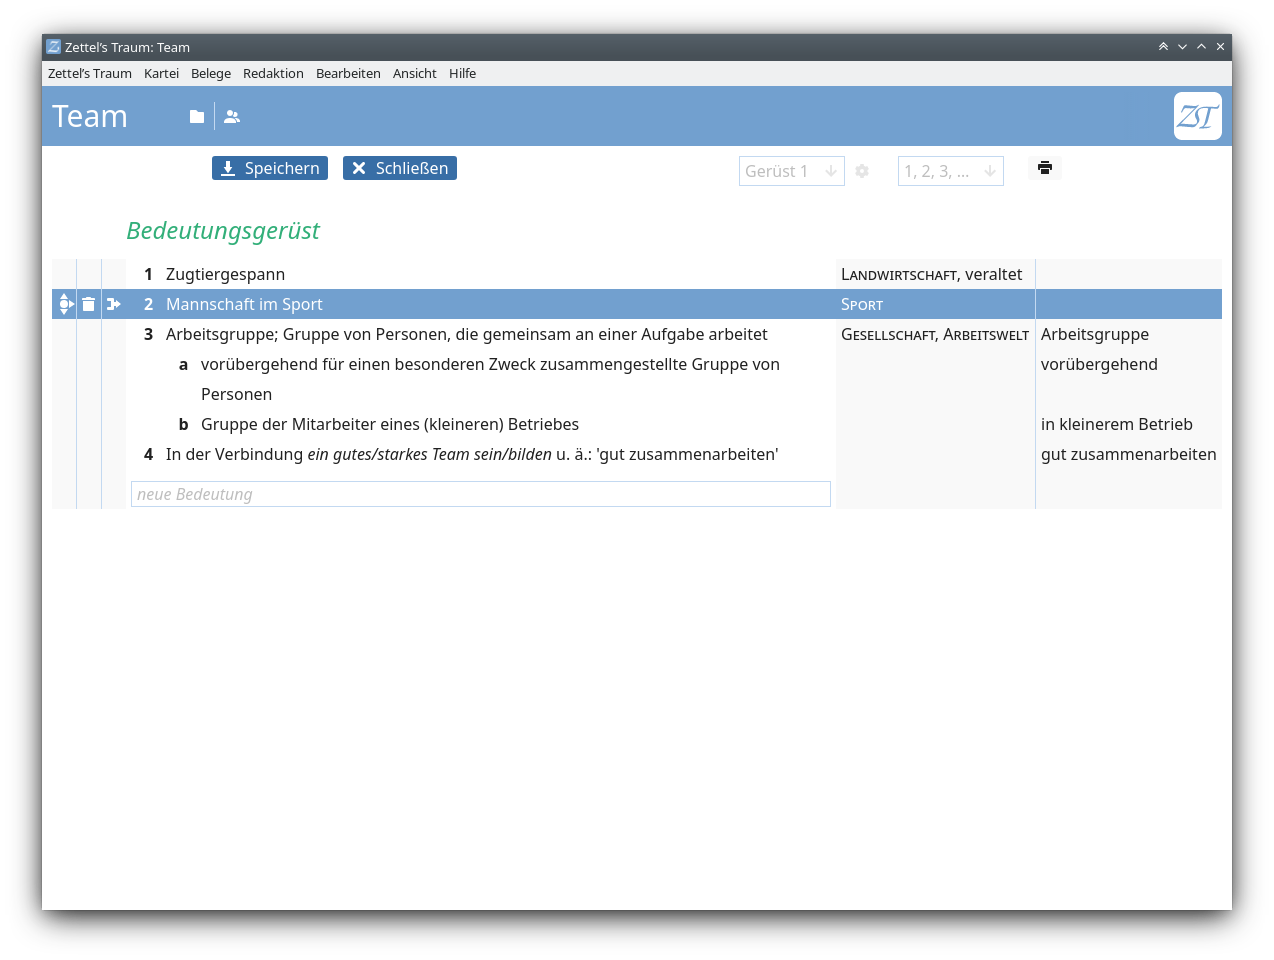 Zettel’s Traum: Team
Zettel’s Traum Kartei Belege Redaktion Bearbeiten Ansicht Hilfe
Team
ZT
Speichern Schließen Gerüst 1 1, 2, 3, …
Bedeutungsgerüst
1 Zugtiergespann Landwirtschaft, veraltet
2 Mannschaft im Sport Sport
3 Arbeitsgruppe; Gruppe von Personen, die gemeinsam an einer Aufgabe arbeitet Gesellschaft, Arbeitswelt Arbeitsgruppe
a vorübergehend für einen besonderen Zweck zusammengestellte Gruppe von vorübergehend
Personen
b Gruppe der Mitarbeiter eines (kleineren) Betriebes in kleinerem Betrieb
4 In der Verbindung ein gutes/starkes Team sein/bilden u. ä.: 'gut zusammenarbeiten' gut zusammenarbeiten
neue Bedeutung